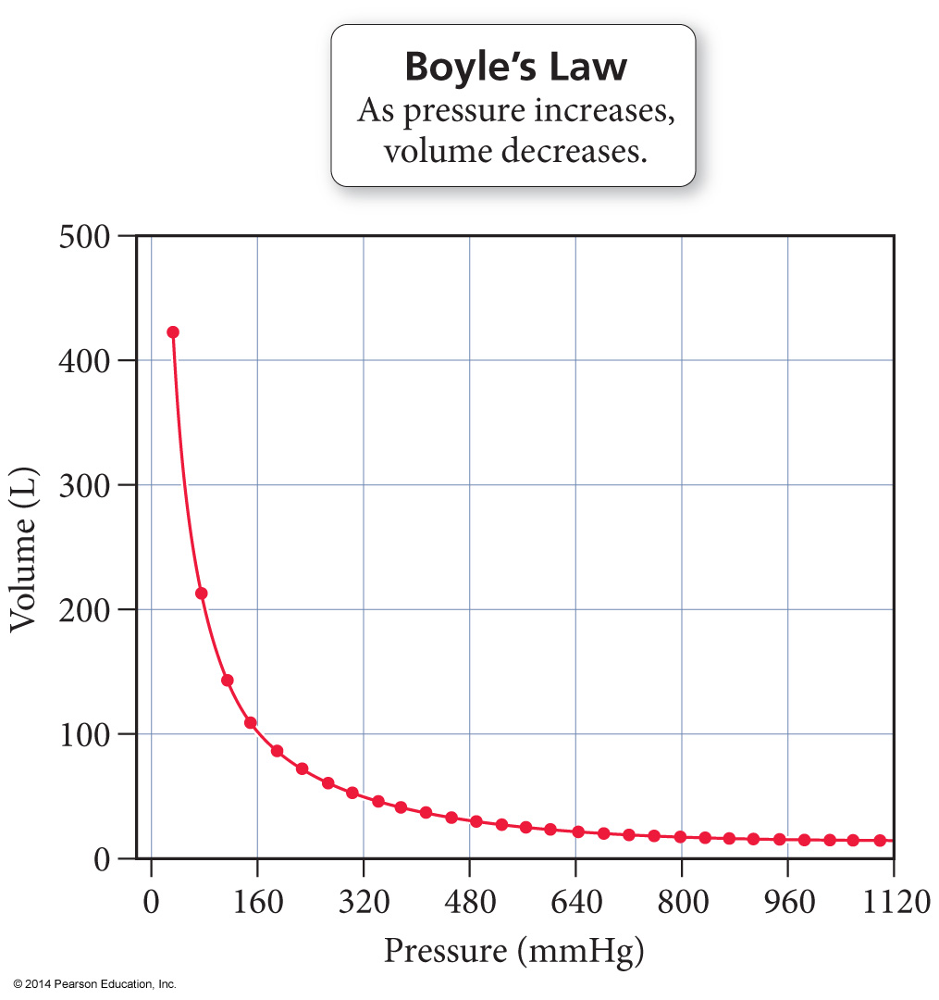 Boyle's Law
As pressure increases,
volume decreases.
500
400
300
200
100
0
Volume (L)
0 160 320 480 640 800 960 1120
Pressure (mmHg)
© 2014 Pearson Education, Inc.